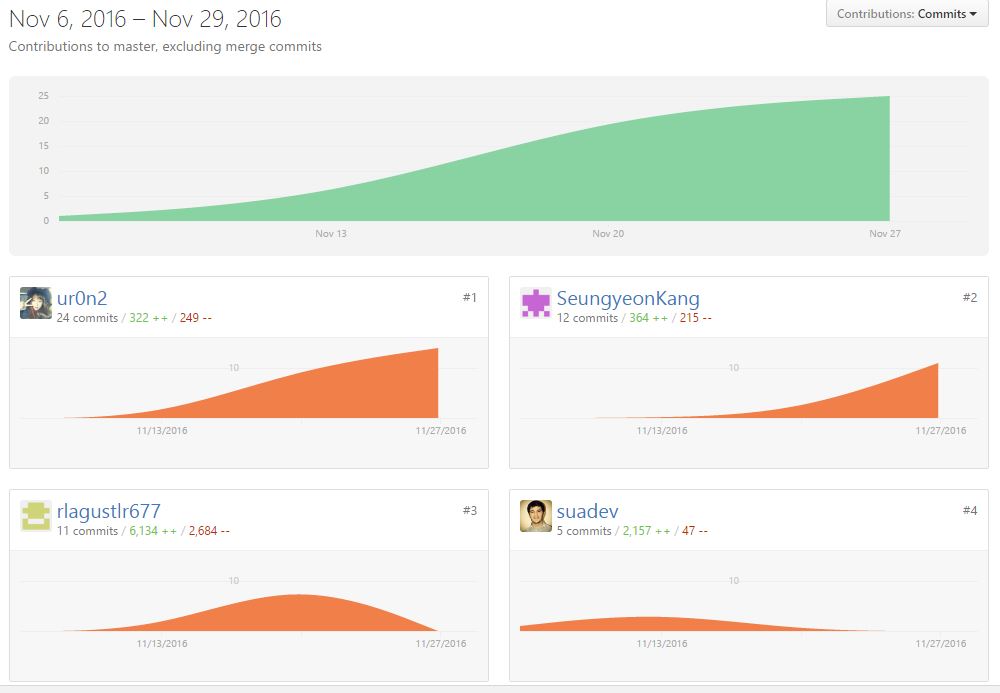 Nov 6, 2016 – Nov 29, 2016
Contributions: Commits
Contributions to master, excluding merge commits
25
20
15
10
5
0
Nov 13 Nov 20 Nov 27
ur0n2 #1
24 commits / 322 ++ / 249 --
10
11/13/2016 11/27/2016
SeungyeonKang #2
12 commits / 364 ++ / 215 --
10
11/13/2016 11/27/2016
rlagustlr677 #3
11 commits / 6,134 ++ / 2,684 --
10
11/13/2016 11/27/2016
suadev #4
5 commits / 2,157 ++ / 47 --
10
11/13/2016 11/27/2016